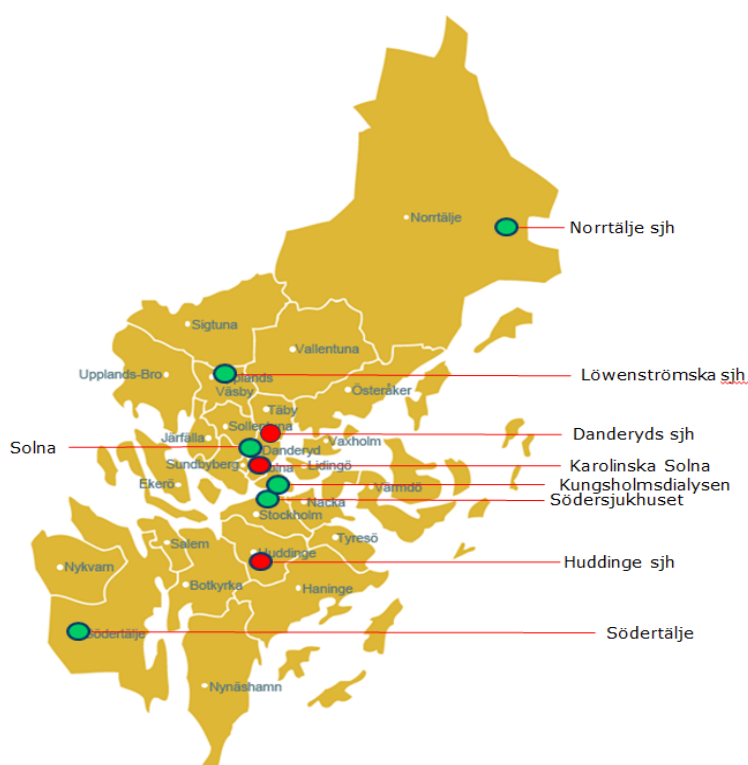 Norrtälje
Norrtälje sjh
Sigtuna
Vallentuna
Upplands-Bro
Upplands
Väsby
Löwenströmska sjh
Österåker
Täby
Sollentuna
Danderyds sjh
Järfälla
Vaxholm
Solna
Danderyd
Sundbyberg
Solna
Lidingö
Karolinska Solna
Ekerö
Värmdö
Kungsholmsdialysen
Nacka
Södersjukhuset
Stockholm
Tyresö
Salem
Huddinge
Huddinge sjh
Nykvarn
Botkyrka
Haninge
Södertälje
Södertälje
Nynäshamn